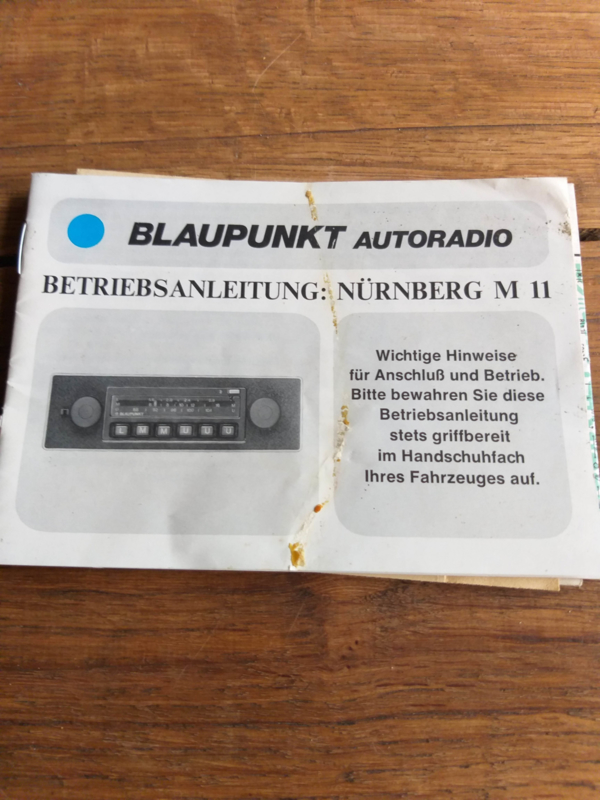 BLAUPUNKT AUTORADIO
BETRIEBSANLEITUNG: NÜRNBERG M 11
BLAUPUNKT
L M M U U U
Wichtige Hinweise
für Anschluß und Betrieb.
Bitte bewahren Sie diese
Betriebsanleitung
stets griffbereit
im Handschuhfach
Ihres Fahrzeuges auf.